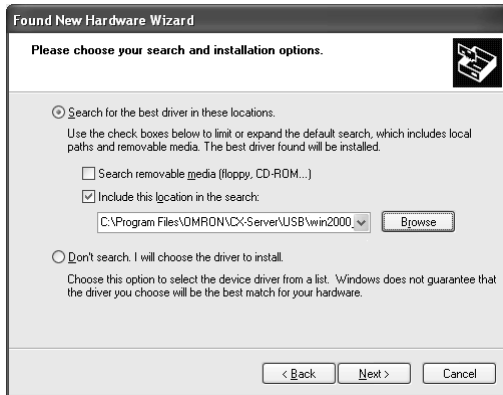 Found New Hardware Wizard
Please choose your search and installation options.
Search for the best driver in these locations.
Use the check boxes below to limit or expand the default search, which includes local
paths and removable media. The best driver found will be installed.
Search removable media (floppy, CD-ROM...)
Include this location in the search:
C:\Program Files\OMRON\CX-Server\USB\win2000_
Browse
Don't search. I will choose the driver to install.
Choose this option to select the device driver from a list. Windows does not guarantee that
the driver you choose will be the best match for your hardware.
< Back Next > Cancel